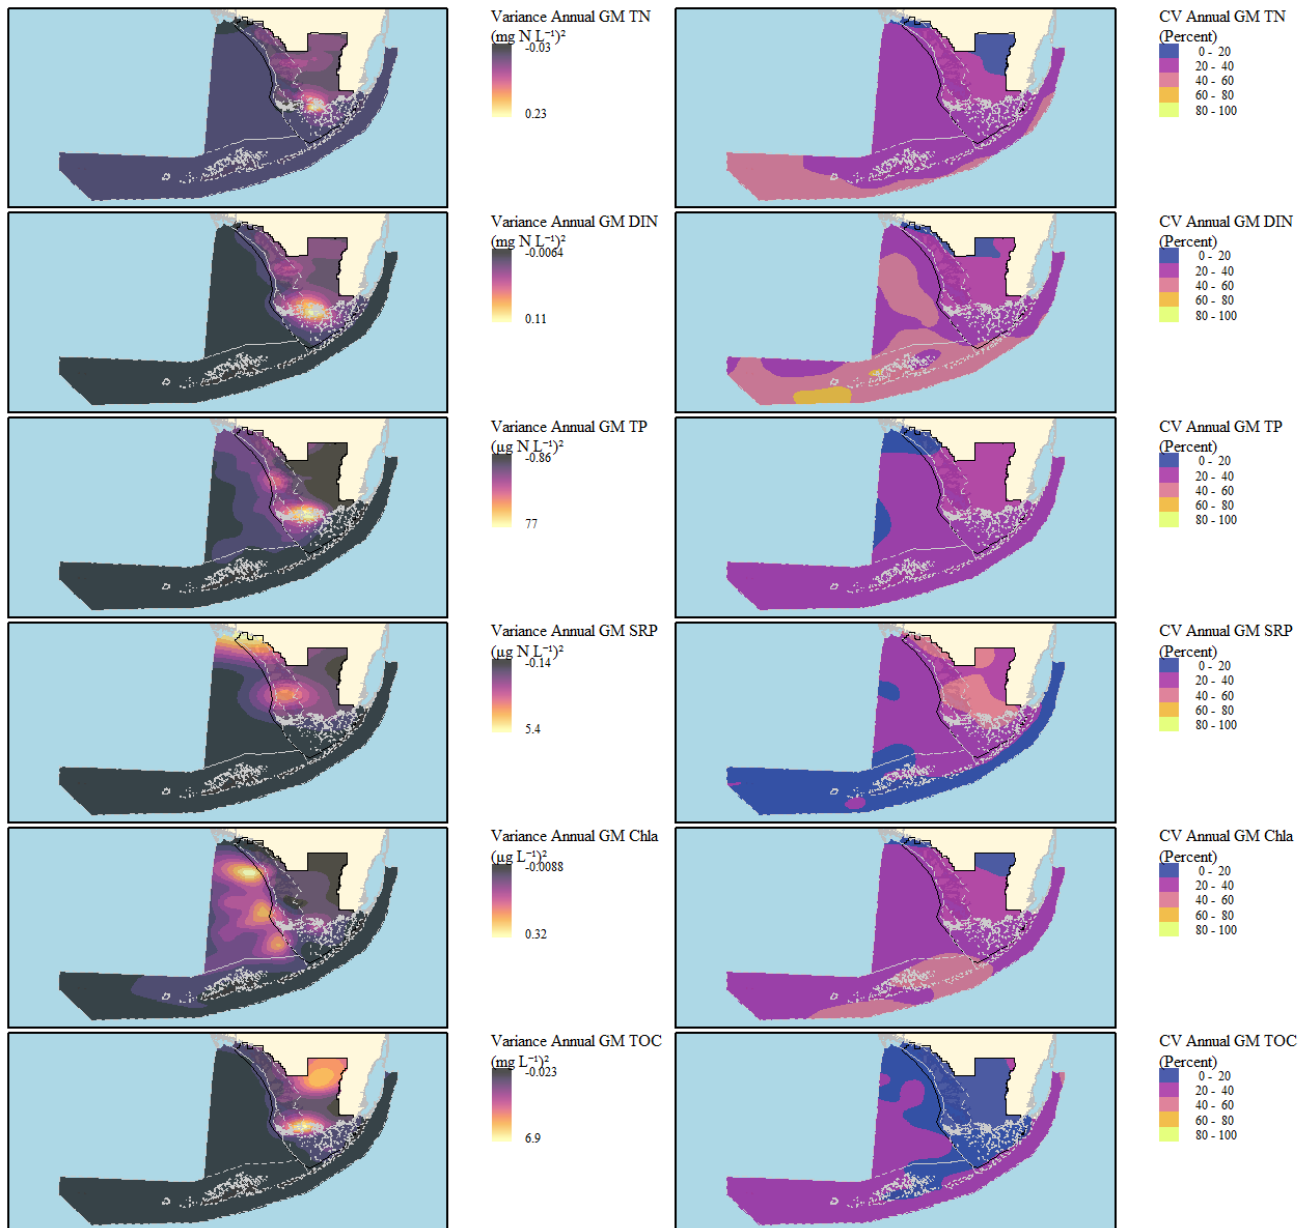 Variance Annual GM TN
(mg N L⁻¹)²
-0.03
0.23
CV Annual GM TN
(Percent)
0 - 20
20 - 40
40 - 60
60 - 80
80 - 100
Variance Annual GM DIN
(mg N L⁻¹)²
-0.0064
0.11
CV Annual GM DIN
(Percent)
0 - 20
20 - 40
40 - 60
60 - 80
80 - 100
Variance Annual GM TP
(µg N L⁻¹)²
-0.86
77
CV Annual GM TP
(Percent)
0 - 20
20 - 40
40 - 60
60 - 80
80 - 100
Variance Annual GM SRP
(µg N L⁻¹)²
-0.14
5.4
CV Annual GM SRP
(Percent)
0 - 20
20 - 40
40 - 60
60 - 80
80 - 100
Variance Annual GM Chla
(µg L⁻¹)²
-0.0088
0.32
CV Annual GM Chla
(Percent)
0 - 20
20 - 40
40 - 60
60 - 80
80 - 100
Variance Annual GM TOC
(mg L⁻¹)²
-0.023
6.9
CV Annual GM TOC
(Percent)
0 - 20
20 - 40
40 - 60
60 - 80
80 - 100